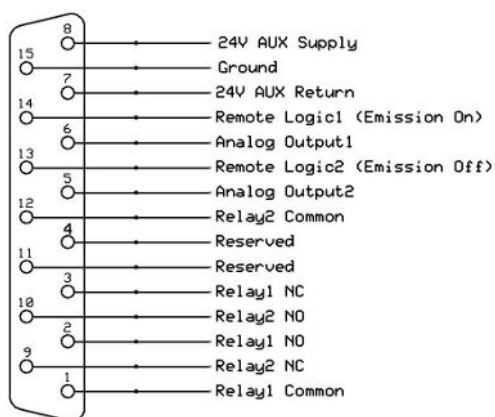 8 24V AUX Supply
15 Ground
7 24V AUX Return
14 Remote Logic1 (Emission On)
6 Analog Output1
13 Remote Logic2 (Emission Off)
5 Analog Output2
12 Relay2 Common
4 Reserved
11 Reserved
3 Relay1 NC
10 Relay2 NO
2 Relay1 NO
9 Relay2 NC
1 Relay1 Common